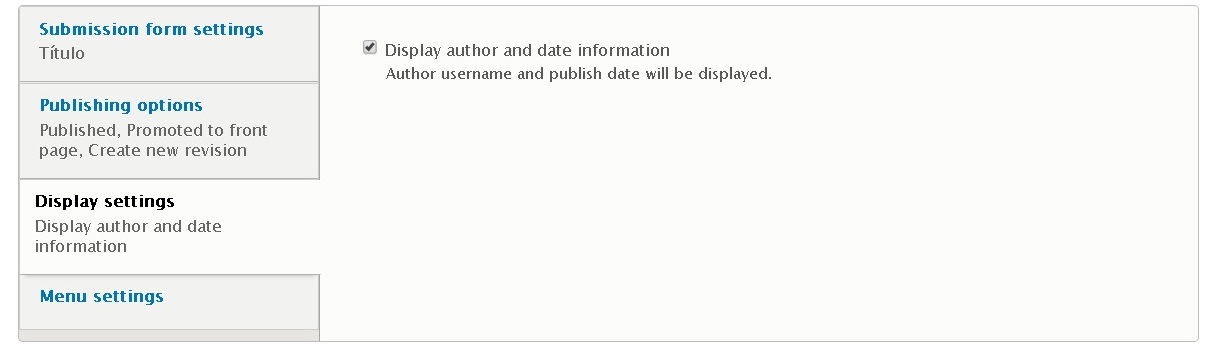 Submission form settings
Título
Publishing options
Published, Promoted to front
page, Create new revision
Display settings
Display author and date
information
Menu settings
Display author and date information
Author username and publish date will be displayed.